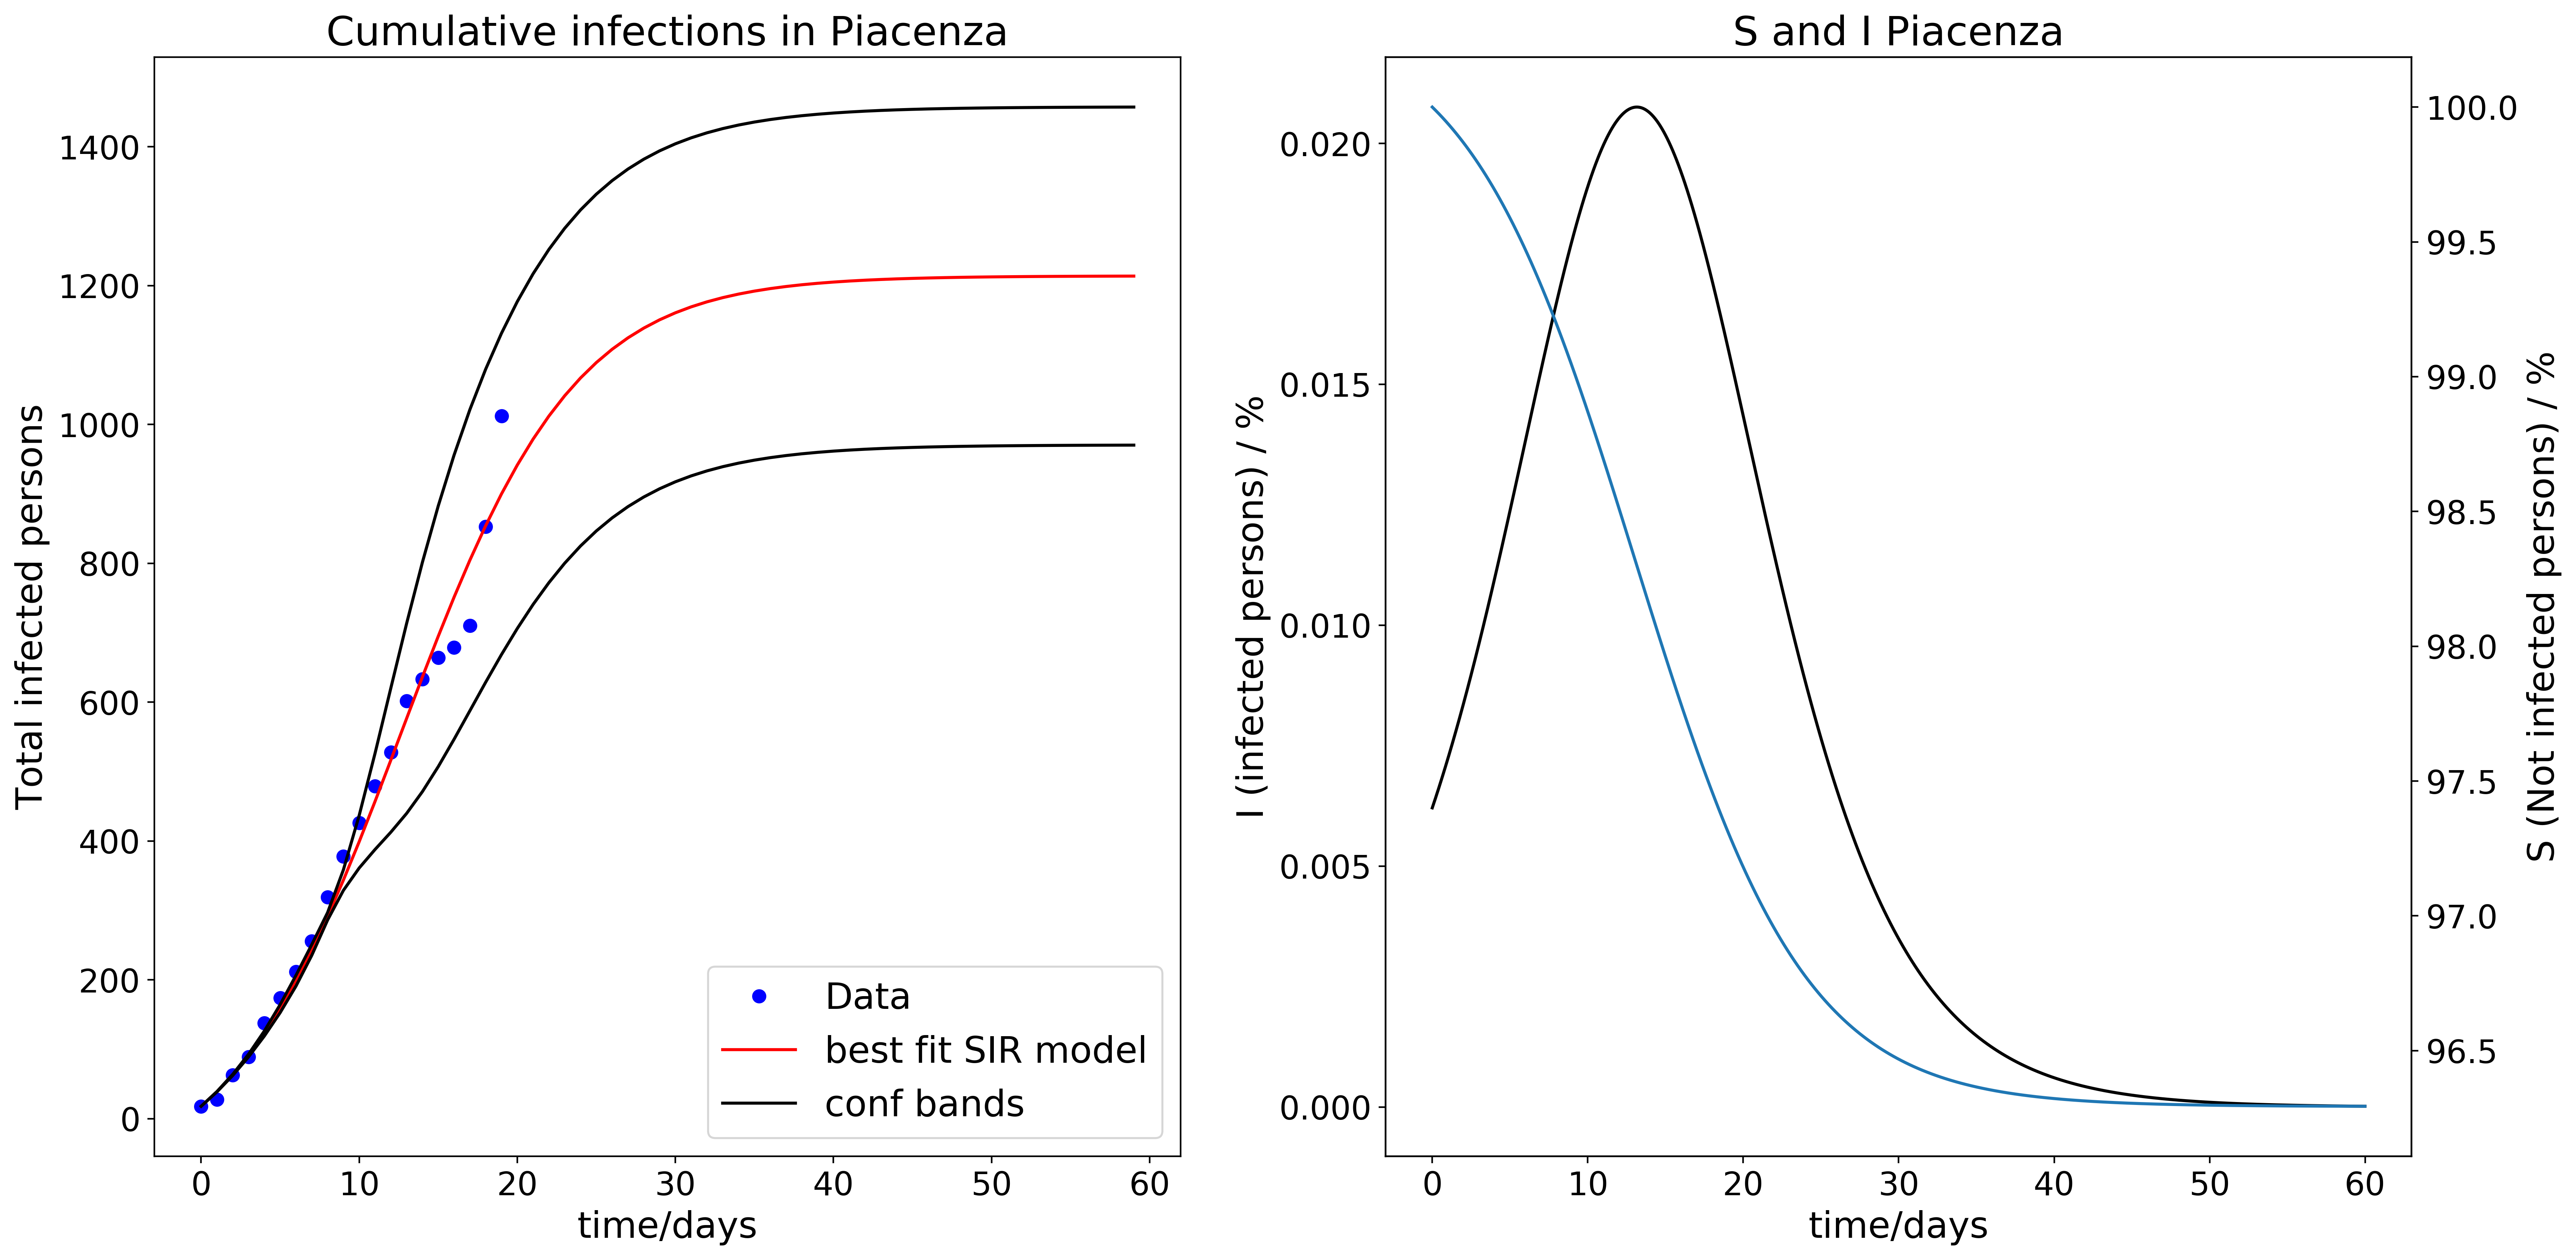 Cumulative infections in Piacenza
Total infected persons
1400
1200
1000
800
600
400
200
0
Data
best fit SIR model
conf bands
0 10 20 30 40 50 60
time/days
S and I Piacenza
I (infected persons) / %
0.020
0.015
0.010
0.005
0.000
100.0
99.5
99.0
98.5
98.0
97.5
97.0
96.5
S (Not infected persons) / %
0 10 20 30 40 50 60
time/days